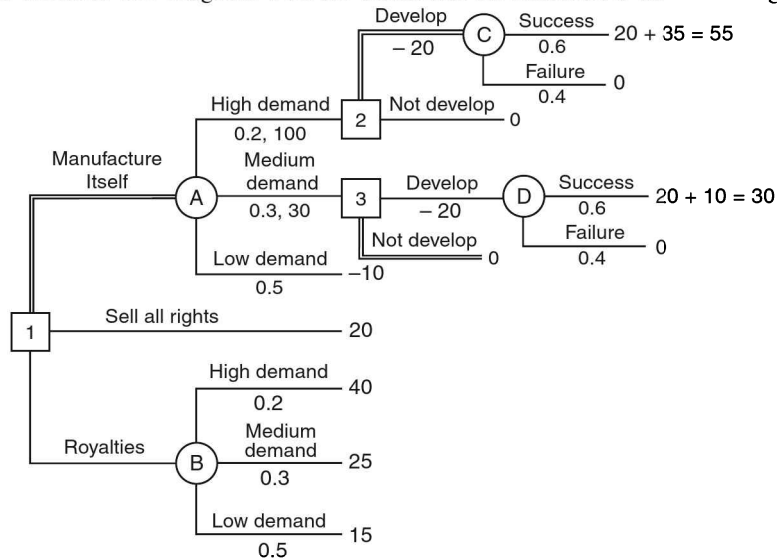 Develop
– 20
C
Success
0.6
20 + 35 = 55
Failure
0.4
0
High demand
0.2, 100
2
Not develop
0
Manufacture
Itself
A
Medium
demand
0.3, 30
3
Develop
– 20
D
Success
0.6
20 + 10 = 30
Failure
0.4
0
Not develop
0
Low demand
0.5
–10
1
Sell all rights
20
High demand
0.2
40
Royalties
B
Medium
demand
0.3
25
Low demand
0.5
15